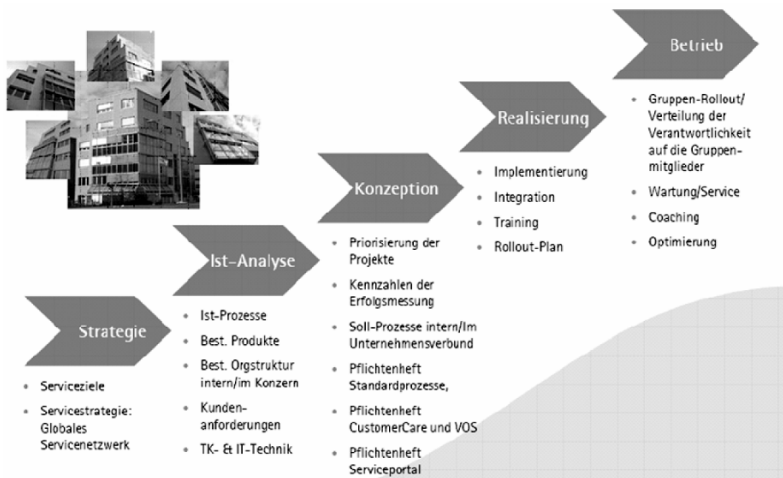 Strategie
Serviceziele
Servicestrategie:
Globales
Servicenetzwerk
Ist-Analyse
Ist-Prozesse
Best. Produkte
Best. Orgstruktur
intern/im Konzern
Kunden-
anforderungen
TK- & IT-Technik
Konzeption
Priorisierung der
Projekte
Kennzahlen der
Erfolgsmessung
Soll-Prozesse intern/Im
Unternehmensverbund
Pflichtenheft
Standardprozesse,
Pflichtenheft
CustomerCare und VOS
Pflichtenheft
Serviceportal
Realisierung
Implementierung
Integration
Training
Rollout-Plan
Betrieb
Gruppen-Rollout/
Verteilung der
Verantwortlichkeit
auf die Gruppen-
mitglieder
Wartung/Service
Coaching
Optimierung